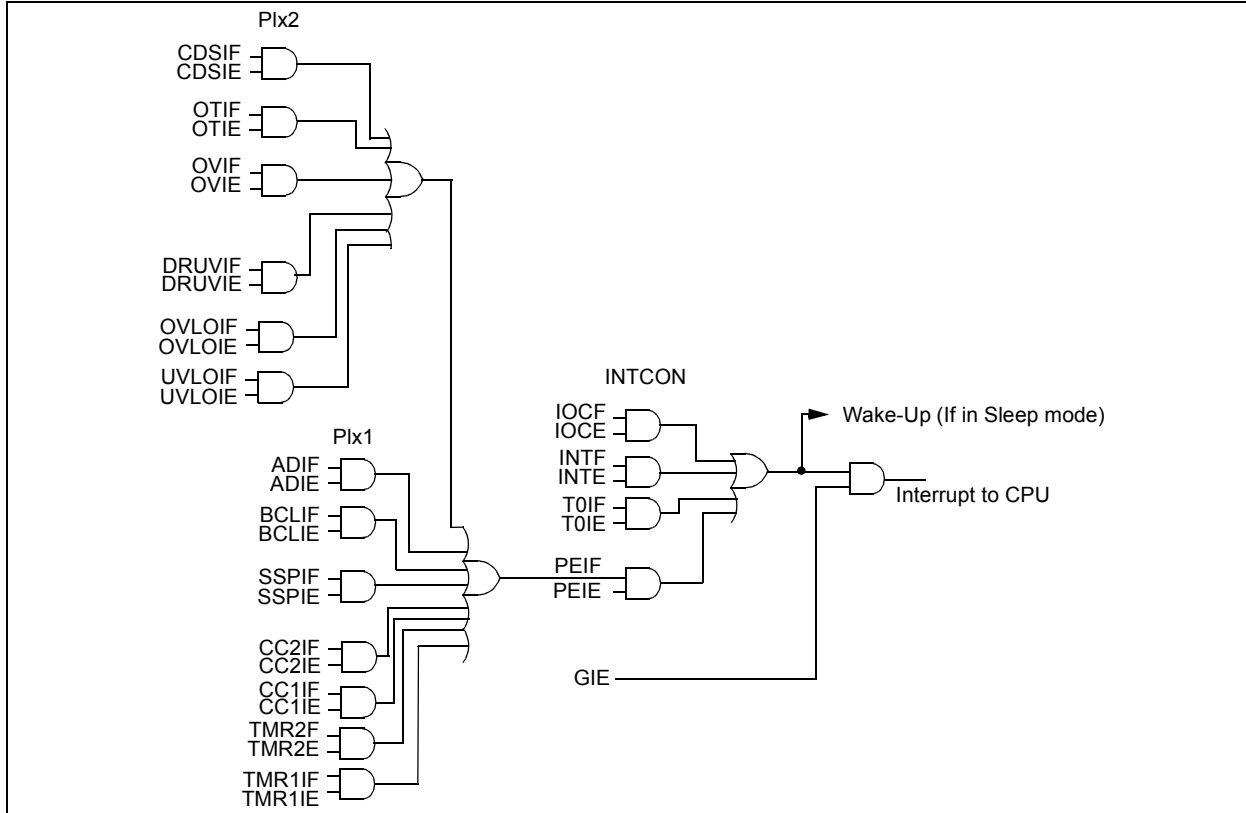 PIx2
CDSIF
CDSIE
OTIF
OTIE
OVIF
OVIE
DRUVIF
DRUVIE
OVLOIF
OVLOIE
UVLOIF
UVLOIE
PIx1
ADIF
ADIE
BCLIF
BCLIE
SSPIF
SSPIE
CC2IF
CC2IE
CC1IF
CC1IE
TMR2F
TMR2E
TMR1IF
TMR1IE
INTCON
IOCF
IOCE
INTF
INTE
T0IF
T0IE
PEIF
PEIE
GIE
Wake-Up (If in Sleep mode)
Interrupt to CPU